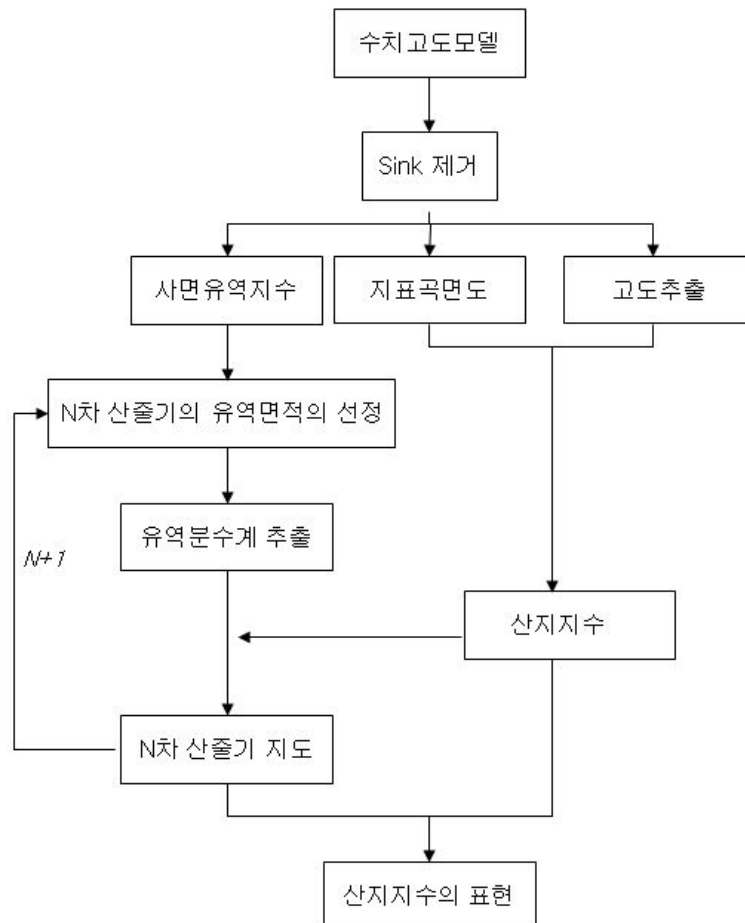 수치고도모델
Sink 제거
사면유역지수
지표곡면도
고도추출
N차 산줄기의 유역면적의 선정
유역분수계 추출
N+1
산지지수
N차 산줄기 지도
산지지수의 표현